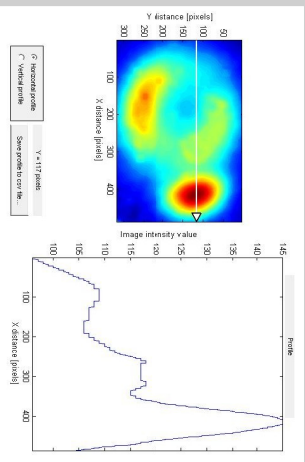 Y distance [pixels]
300
250
200
150
100
50
100
200
300
400
X distance [pixels]
Horizontal profile
Vertical profile
Y = 117 pixels
Save profile to csv file ...
Profile
Image intensity value
100
105
110
115
120
125
130
135
140
145
100
200
300
400
X distance [pixels]